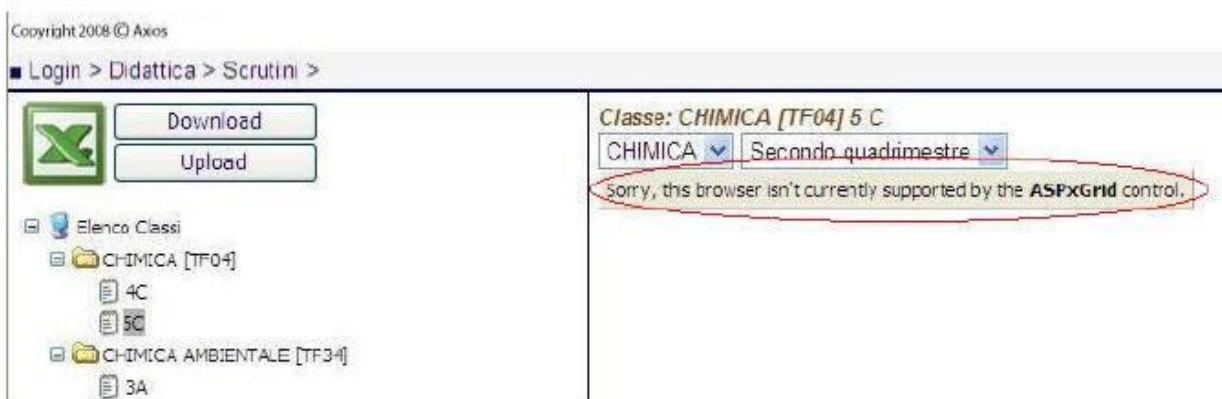 Copyright 2008 © Axios
Login > Didattica > Scrutini >
Download
Upload
Elenco Classi
CHIMICA [TF04]
4C
5C
CHIMICA AMBIENTALE [TF34]
3A
Classe: CHIMICA [TF04] 5 C
CHIMICA
Secondo quadrimestre
Sorry, this browser isn't currently supported by the ASPxGrid control.